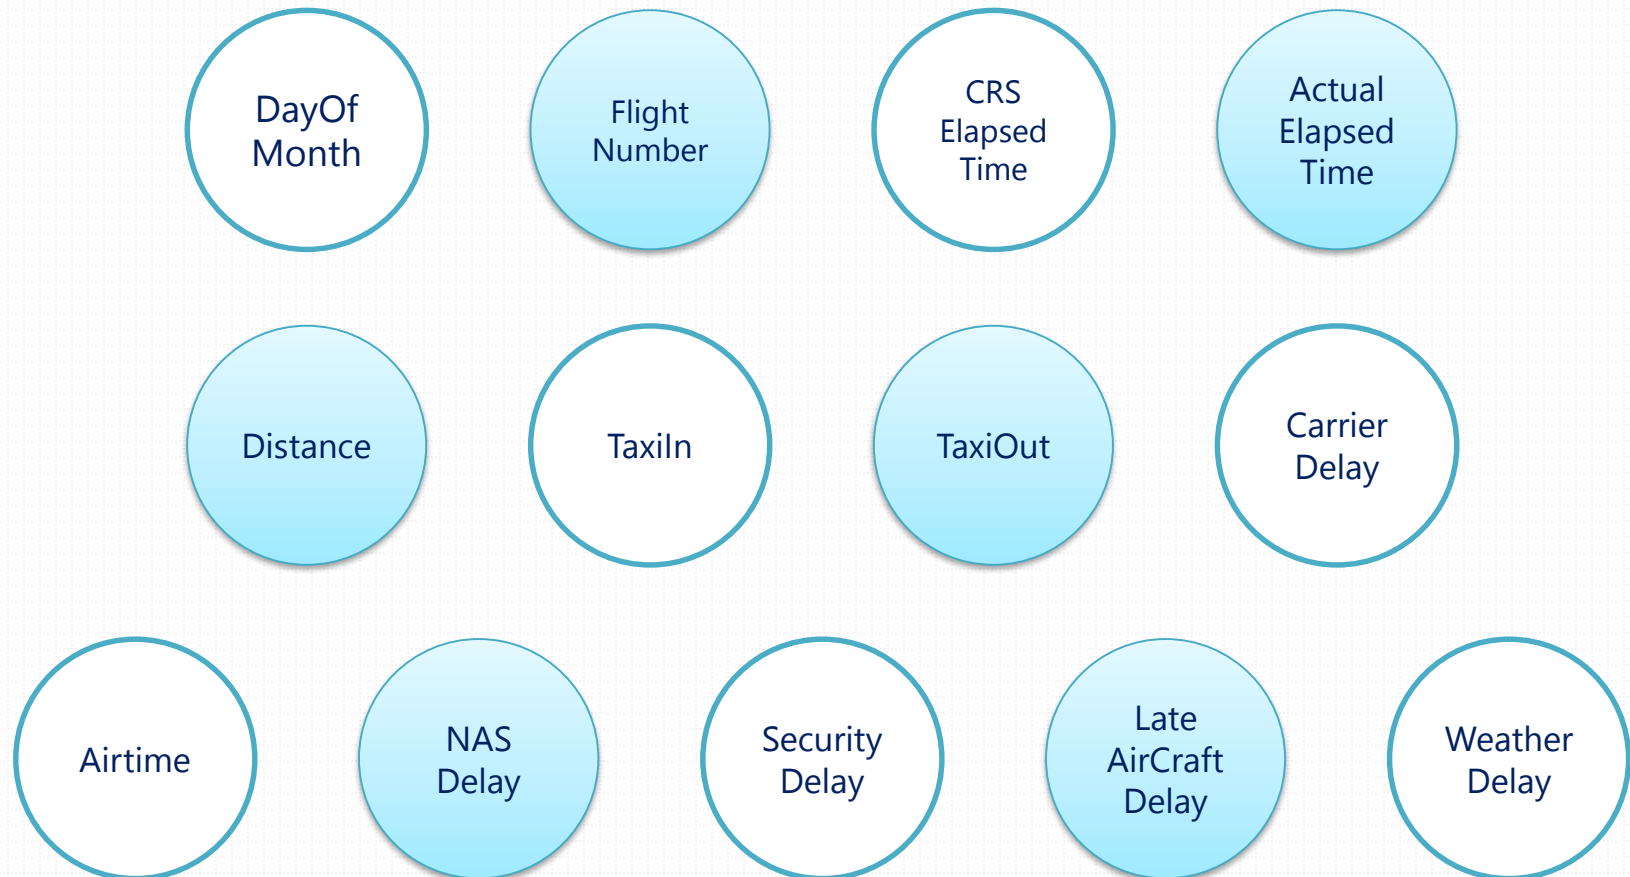 DayOf
Month
Flight
Number
CRS
Elapsed
Time
Actual
Elapsed
Time
Distance
TaxiIn
TaxiOut
Carrier
Delay
Airtime
NAS
Delay
Security
Delay
Late
AirCraft
Delay
Weather
Delay